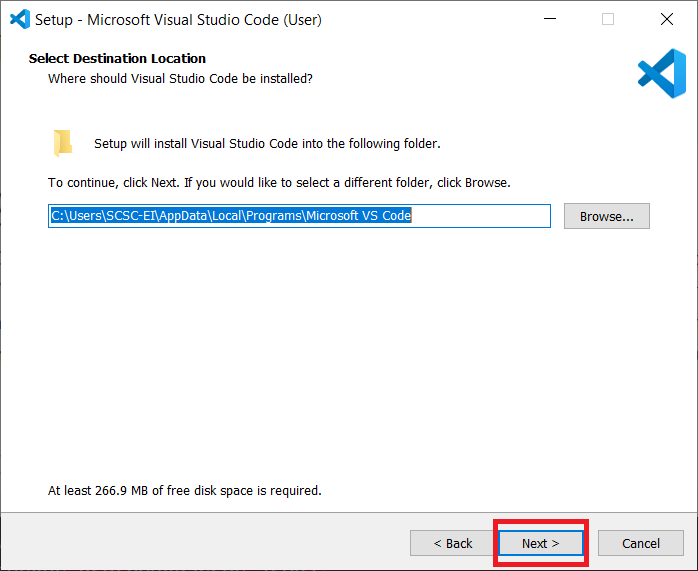 Setup - Microsoft Visual Studio Code (User)
Select Destination Location
Where should Visual Studio Code be installed?
Setup will install Visual Studio Code into the following folder.
To continue, click Next. If you would like to select a different folder, click Browse.
C:\Users\SCSC-EI\AppData\Local\Programs\Microsoft VS Code
Browse...
At least 266.9 MB of free disk space is required.
< Back
Next >
Cancel